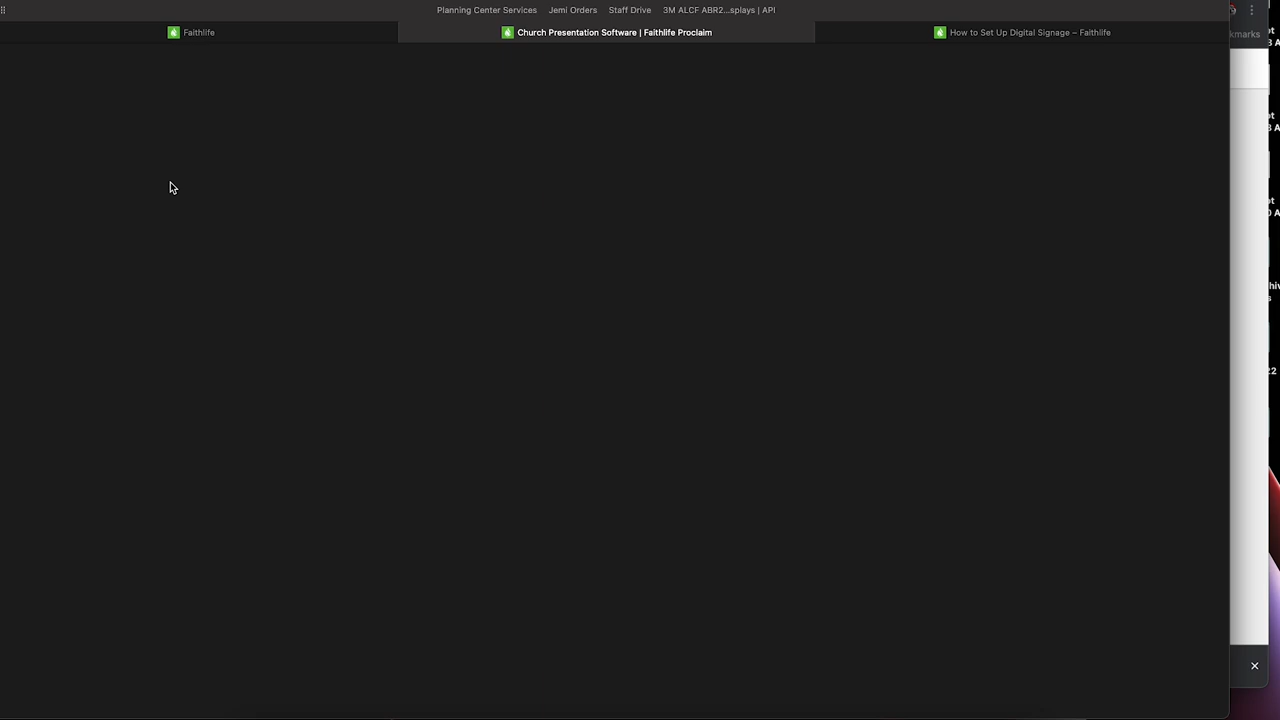 Planning Center Services Jemi Orders Staff Drive 3M ALCF ABR2...splays | API
Faithlife Church Presentation Software | Faithlife Proclaim How to Set Up Digital Signage – Faithlife